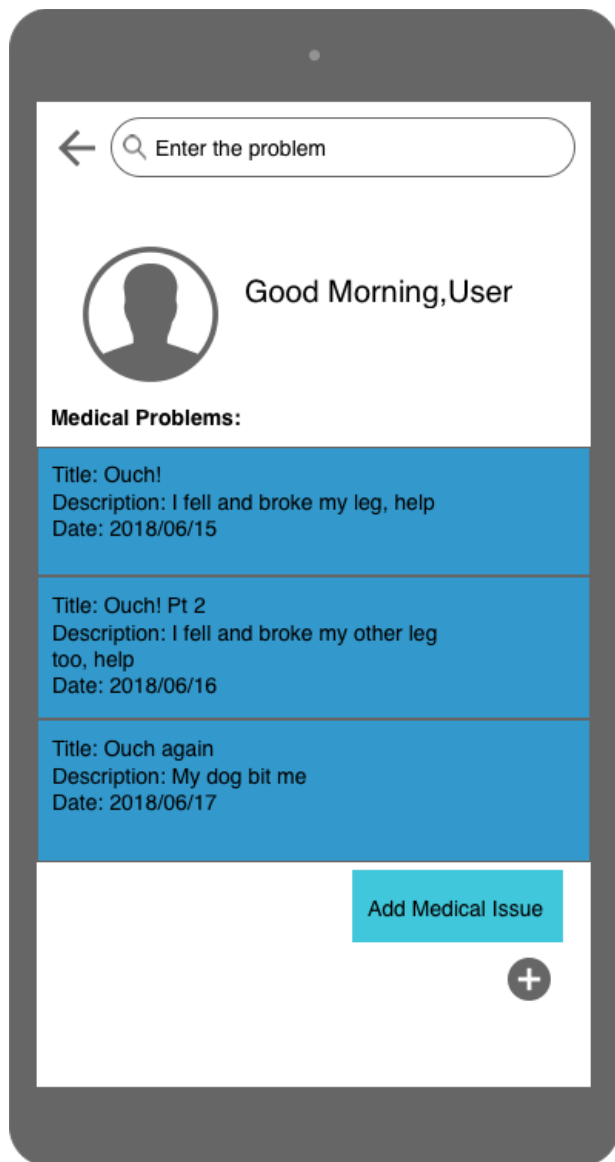 Enter the problem
Good Morning,User
Medical Problems:
Title: Ouch!
Description: I fell and broke my leg, help
Date: 2018/06/15
Title: Ouch! Pt 2
Description: I fell and broke my other leg
too, help
Date: 2018/06/16
Title: Ouch again
Description: My dog bit me
Date: 2018/06/17
Add Medical Issue